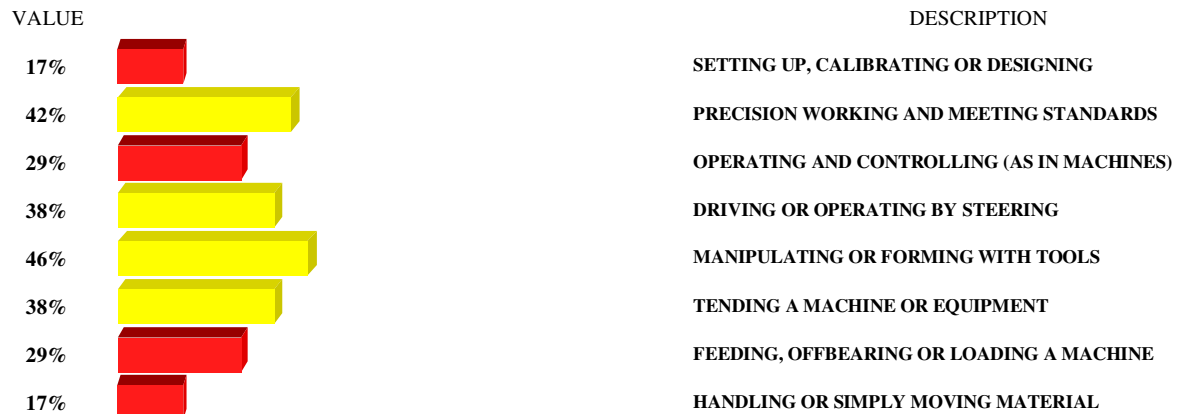 VALUE DESCRIPTION
17% SETTING UP, CALIBRATING OR DESIGNING
42% PRECISION WORKING AND MEETING STANDARDS
29% OPERATING AND CONTROLLING (AS IN MACHINES)
38% DRIVING OR OPERATING BY STEERING
46% MANIPULATING OR FORMING WITH TOOLS
38% TENDING A MACHINE OR EQUIPMENT
29% FEEDING, OFFBEARING OR LOADING A MACHINE
17% HANDLING OR SIMPLY MOVING MATERIAL